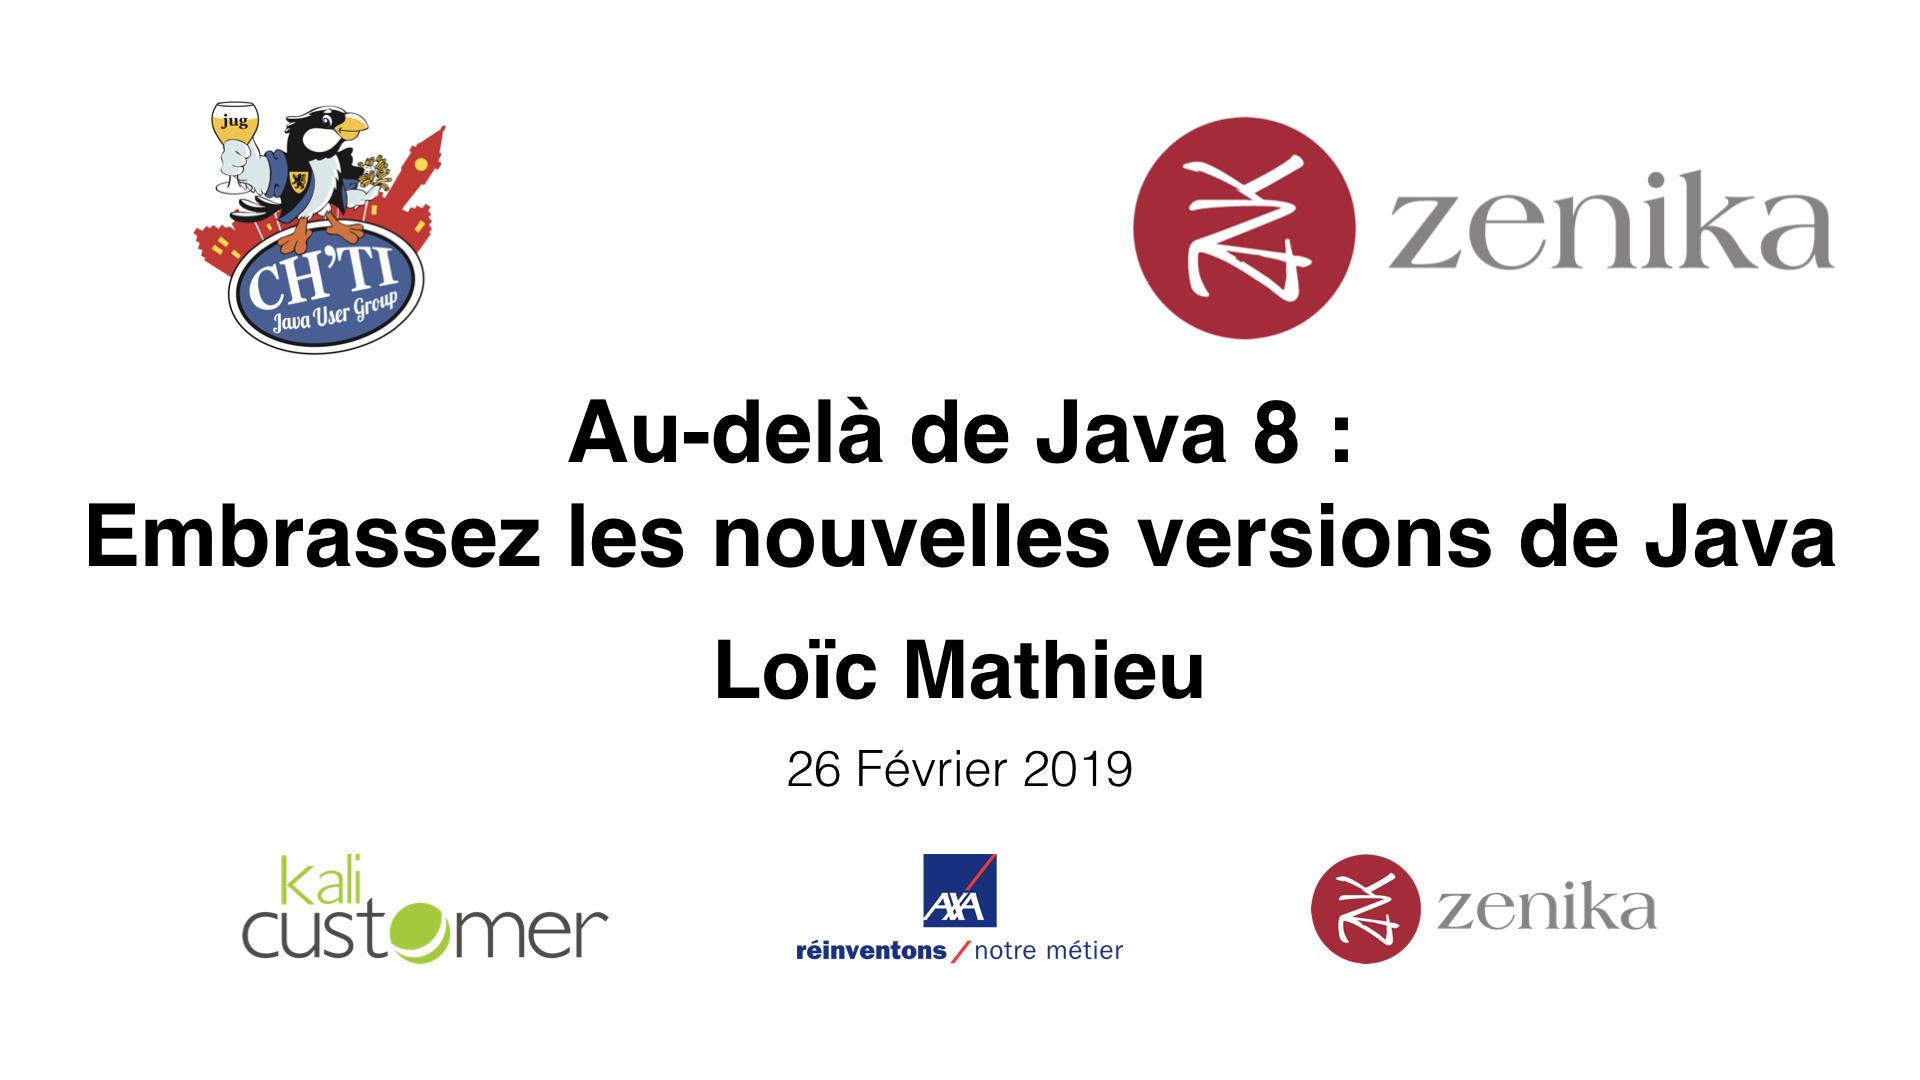 jug
CH'TI
Java User Group
zenika
Au-delà de Java 8 :
Embrassez les nouvelles versions de Java
Loïc Mathieu
26 Février 2019
kali
customer
AXA
réinventons / notre métier
zenika